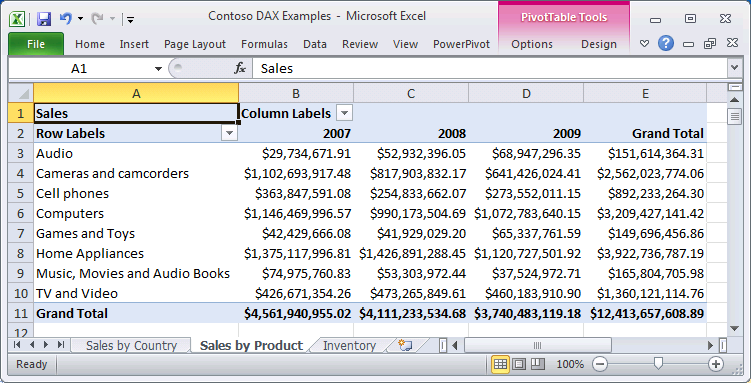 Contoso DAX Examples - Microsoft Excel PivotTable Tools
File Home Insert Page Layout Formulas Data Review View PowerPivot Options Design
A1 fx Sales
A B C D E
1 Sales Column Labels
2 Row Labels 2007 2008 2009 Grand Total
3 Audio $29,734,671.91 $52,932,396.05 $68,947,296.35 $151,614,364.31
4 Cameras and camcorders $1,102,693,917.48 $817,903,832.17 $641,426,024.41 $2,562,023,774.06
5 Cell phones $363,847,591.08 $254,833,662.07 $273,552,011.15 $892,233,264.30
6 Computers $1,146,469,996.57 $990,173,504.69 $1,072,783,640.15 $3,209,427,141.42
7 Games and Toys $42,429,666.08 $41,929,029.20 $65,337,761.59 $149,696,456.86
8 Home Appliances $1,375,117,996.81 $1,426,891,288.45 $1,120,727,501.92 $3,922,736,787.19
9 Music, Movies and Audio Books $74,975,760.83 $53,303,972.44 $37,524,972.71 $165,804,705.98
10 TV and Video $426,671,354.26 $473,265,849.61 $460,183,910.90 $1,360,121,114.76
11 Grand Total $4,561,940,955.02 $4,111,233,534.68 $3,740,483,119.18 $12,413,657,608.89
12
Sales by Country Sales by Product Inventory
Ready 100%